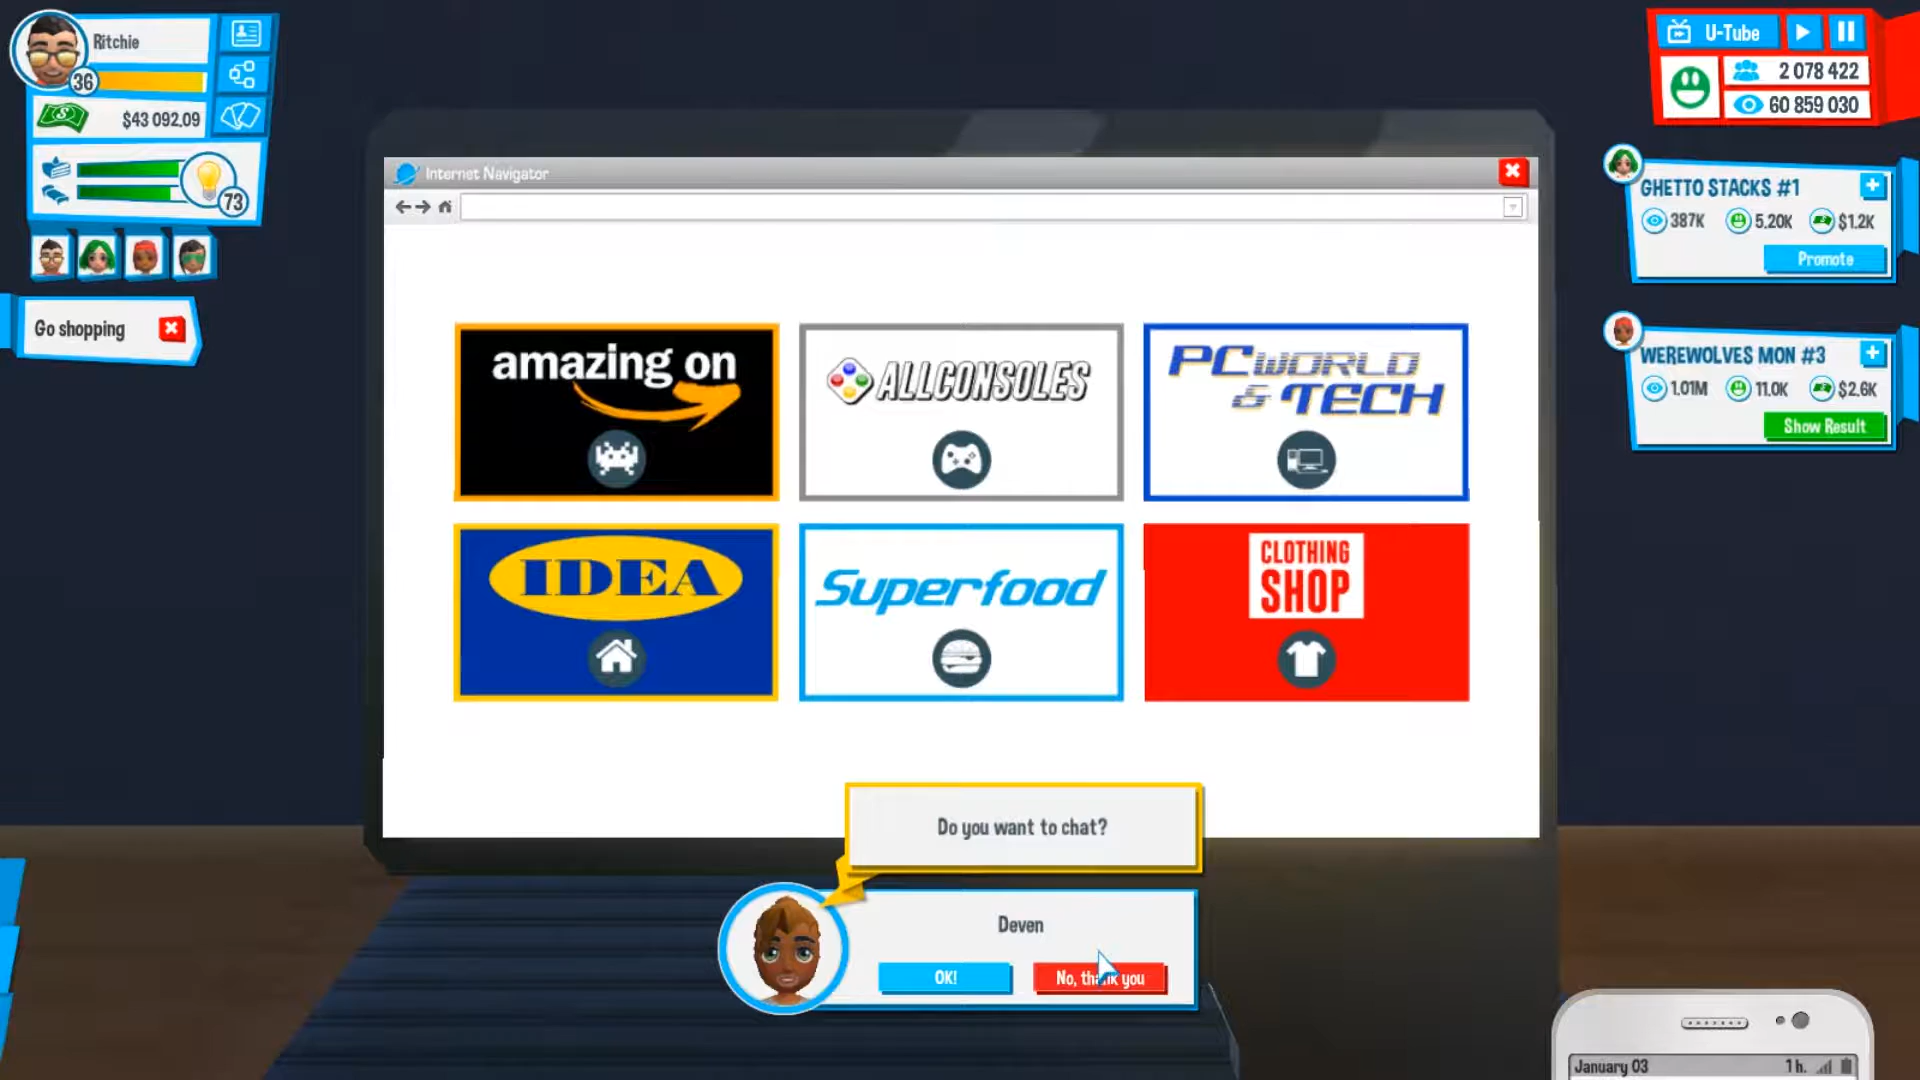 Ritchie
36
$43 092,09
73
Go shopping
U-Tube
2 078 422
60 859 030
GHETTO STACKS #1
387K
5.20K
$1.2K
Promote
WEREWOLVES MON #3
1.01M
11.0K
$2.6K
Show Result
Internet Navigator
amazing on
ALLCONSOLES
PC WORLD
& TECH
IDEA
Superfood
CLOTHING
SHOP
Do you want to chat?
Deven
OK!
No, thank you
January 03
1 h.